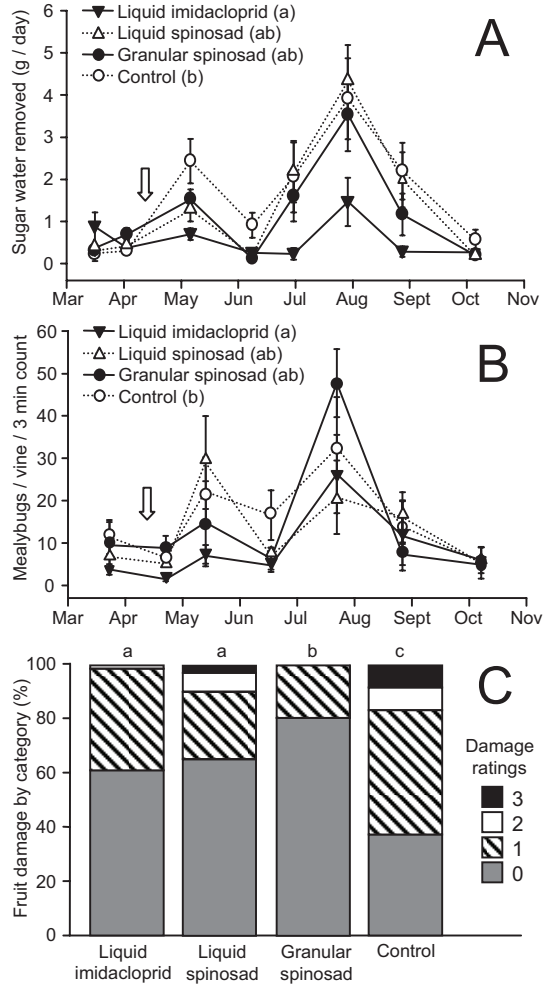 A
Sugar water removed (g / day)
6
5
4
3
2
1
0
Liquid imidacloprid (a)
Liquid spinosad (ab)
Granular spinosad (ab)
Control (b)
Mar Apr May Jun Jul Aug Sept Oct Nov
B
Mealybugs / vine / 3 min count
60
50
40
30
20
10
0
Liquid imidacloprid (a)
Liquid spinosad (ab)
Granular spinosad (ab)
Control (b)
Mar Apr May Jun Jul Aug Sept Oct Nov
C
Fruit damage by category (%)
100
80
60
40
20
0
a a b c
Damage
ratings
3
2
1
0
Liquid
imidacloprid
Liquid
spinosad
Granular
spinosad
Control